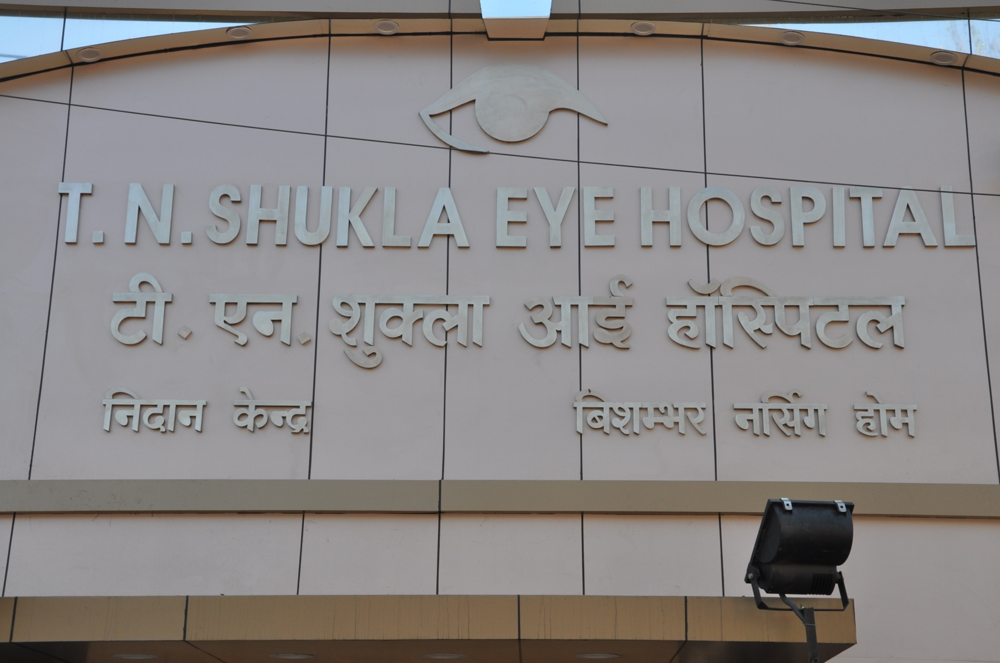 T. N. SHUKLA EYE HOSPITAL
टी. एन. शुक्ला आई हॉस्पिटल
निदान केन्द्र बिशम्भर नर्सिंग होम